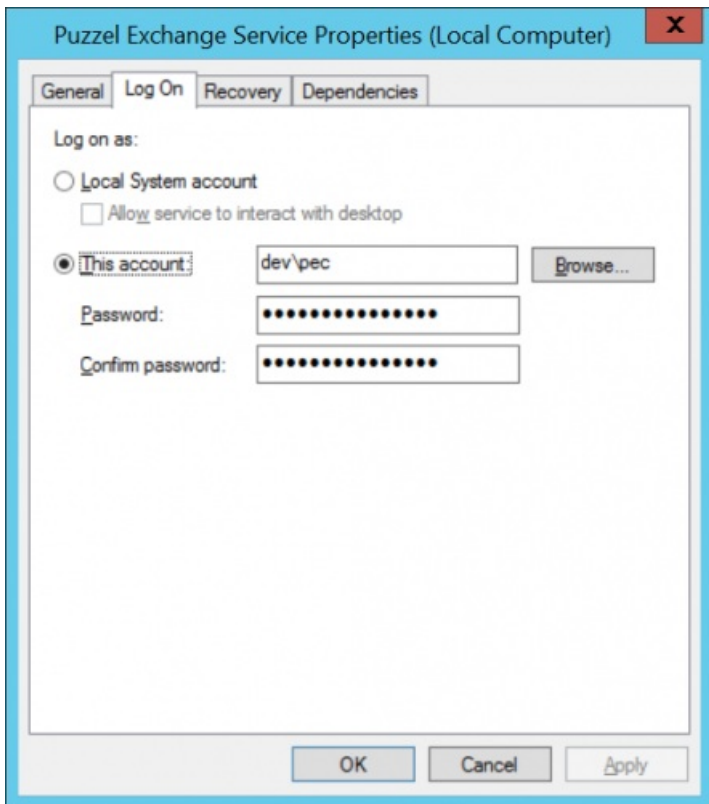 Puzzel Exchange Service Properties (Local Computer) X
General Log On Recovery Dependencies
Log on as:
Local System account
Allow service to interact with desktop
This account: dev\pec Browse...
Password: •••••••••••••••
Confirm password: •••••••••••••••
OK Cancel Apply